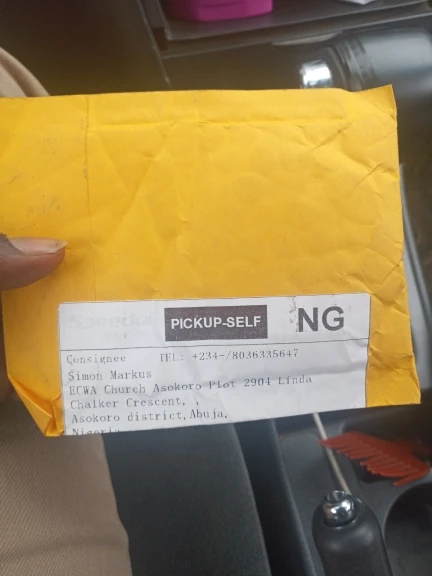 PICKUP-SELF NG
Consignee TEL: +234-/8036335647
Simon Markus
ECWA Church Asokoro Plot 2904 Linda
Chalker Crescent, ,
Asokoro district, Abuja,
Nigeria